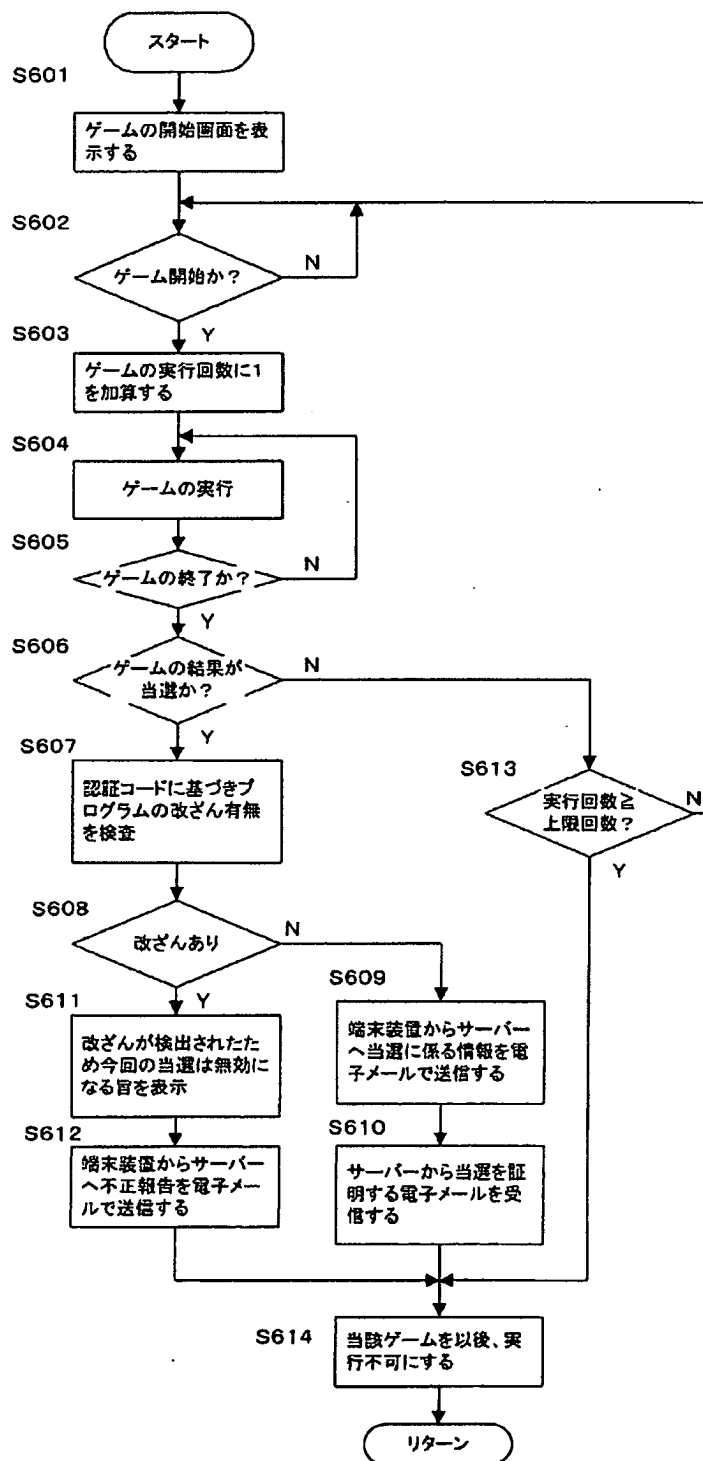 スタート
S601
ゲームの開始画面を表
示する
S602
ゲーム開始か？
N
Y
S603
ゲームの実行回数に1
を加算する
S604
ゲームの実行
S605
ゲームの終了か？
N
Y
S606
ゲームの結果が
当選か？
N
Y
S607
認証コードに基づきプ
ログラムの改ざん有無
を検査
S613
実行回数≧
上限回数？
N
Y
S608
改ざんあり
N
Y
S609
端末装置からサーバー
へ当選に係る情報を電
子メールで送信する
S611
改ざんが検出されたた
め今回の当選は無効に
なる旨を表示
S610
サーバーから当選を証
明する電子メールを受
信する
S612
端末装置からサーバー
へ不正報告を電子メー
ルで送信する
S614
当該ゲームを以後、実
行不可にする
リターン